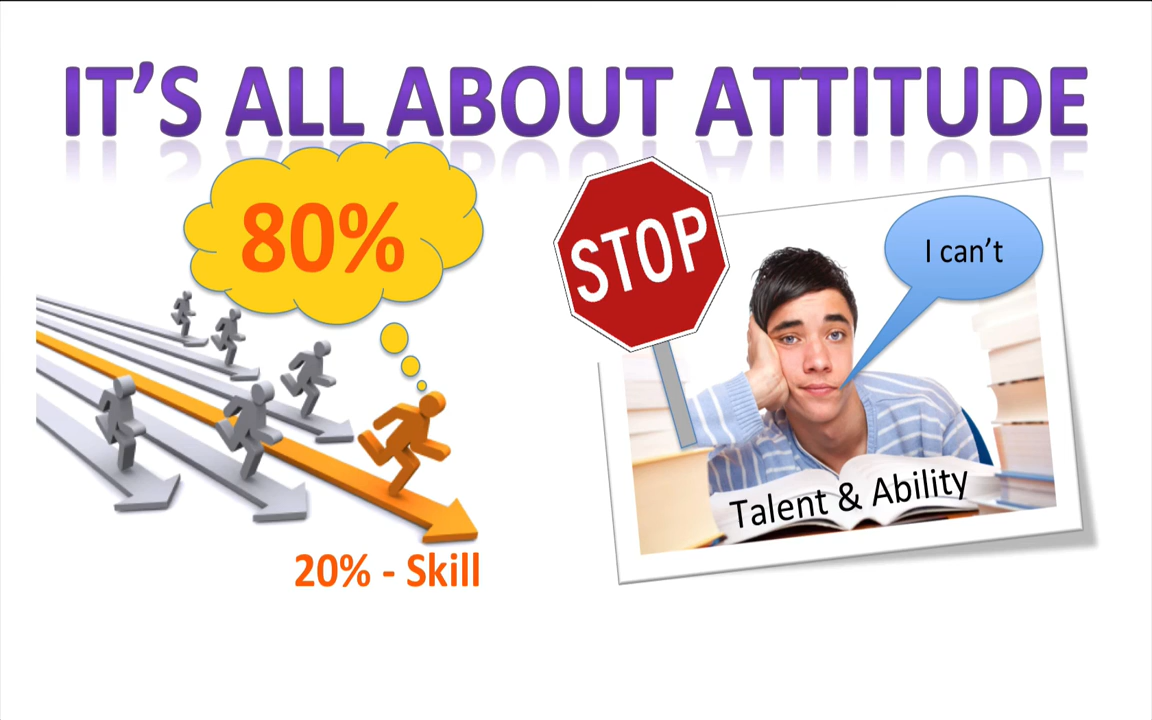 IT’S ALL ABOUT ATTITUDE
80%
20% - Skill
STOP
I can’t
Talent & Ability